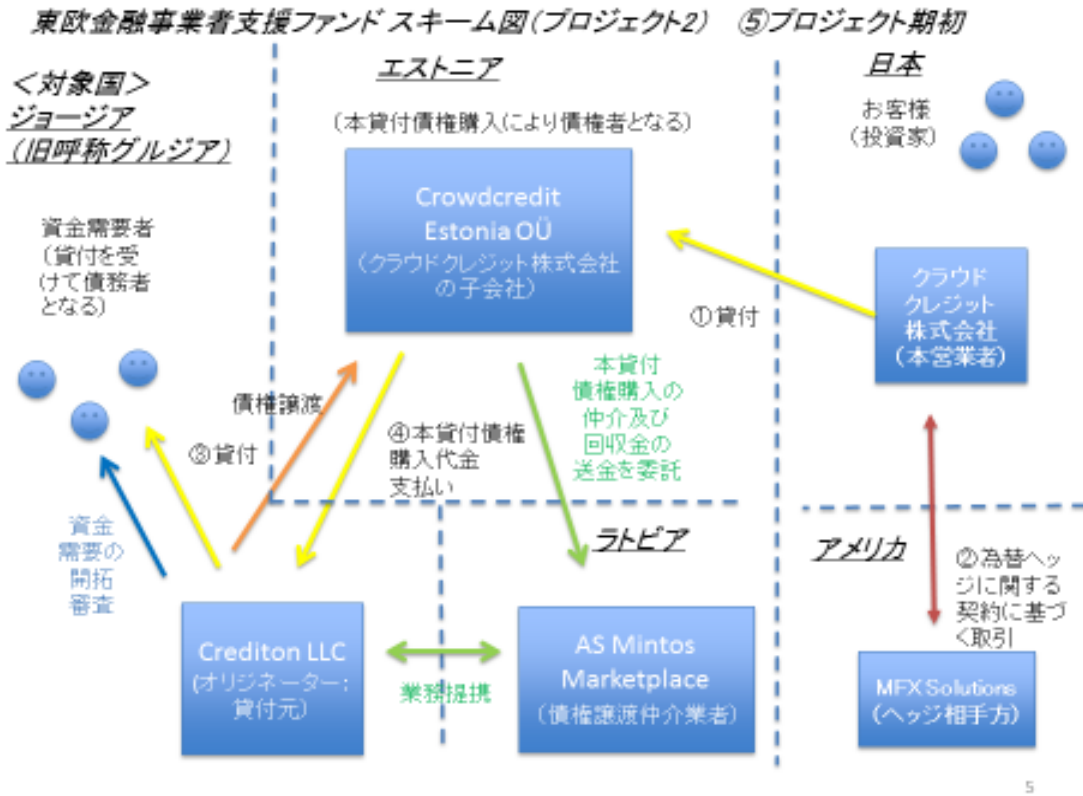 東欧金融事業者支援ファンド スキーム図(プロジェクト2) ⑤プロジェクト期初
＜対象国＞
ジョージア
(旧呼称グルジア)
資金需要者
(貸付を受
けて債務者
となる)
③貸付
資金
需要の
開拓
審査
Crediton LLC
(オリジネーター；
貸付元)
エストニア
(本貸付債権購入により債権者となる)
Crowdcredit
Estonia OÜ
(クラウドクレジット株式会社
の子会社)
債権譲渡
④本貸付債権
購入代金
支払い
本貸付
債権購入の
仲介及び
回収金の
送金を委託
業務提携
ラトビア
AS Mintos
Marketplace
(債権譲渡仲介業者)
日本
お客様
(投資家)
①貸付
クラウド
クレジット
株式会社
(本営業者)
アメリカ
②為替ヘッ
ジに関する
契約に基づ
く取引
MFX Solutions
(ヘッジ相手方)
5